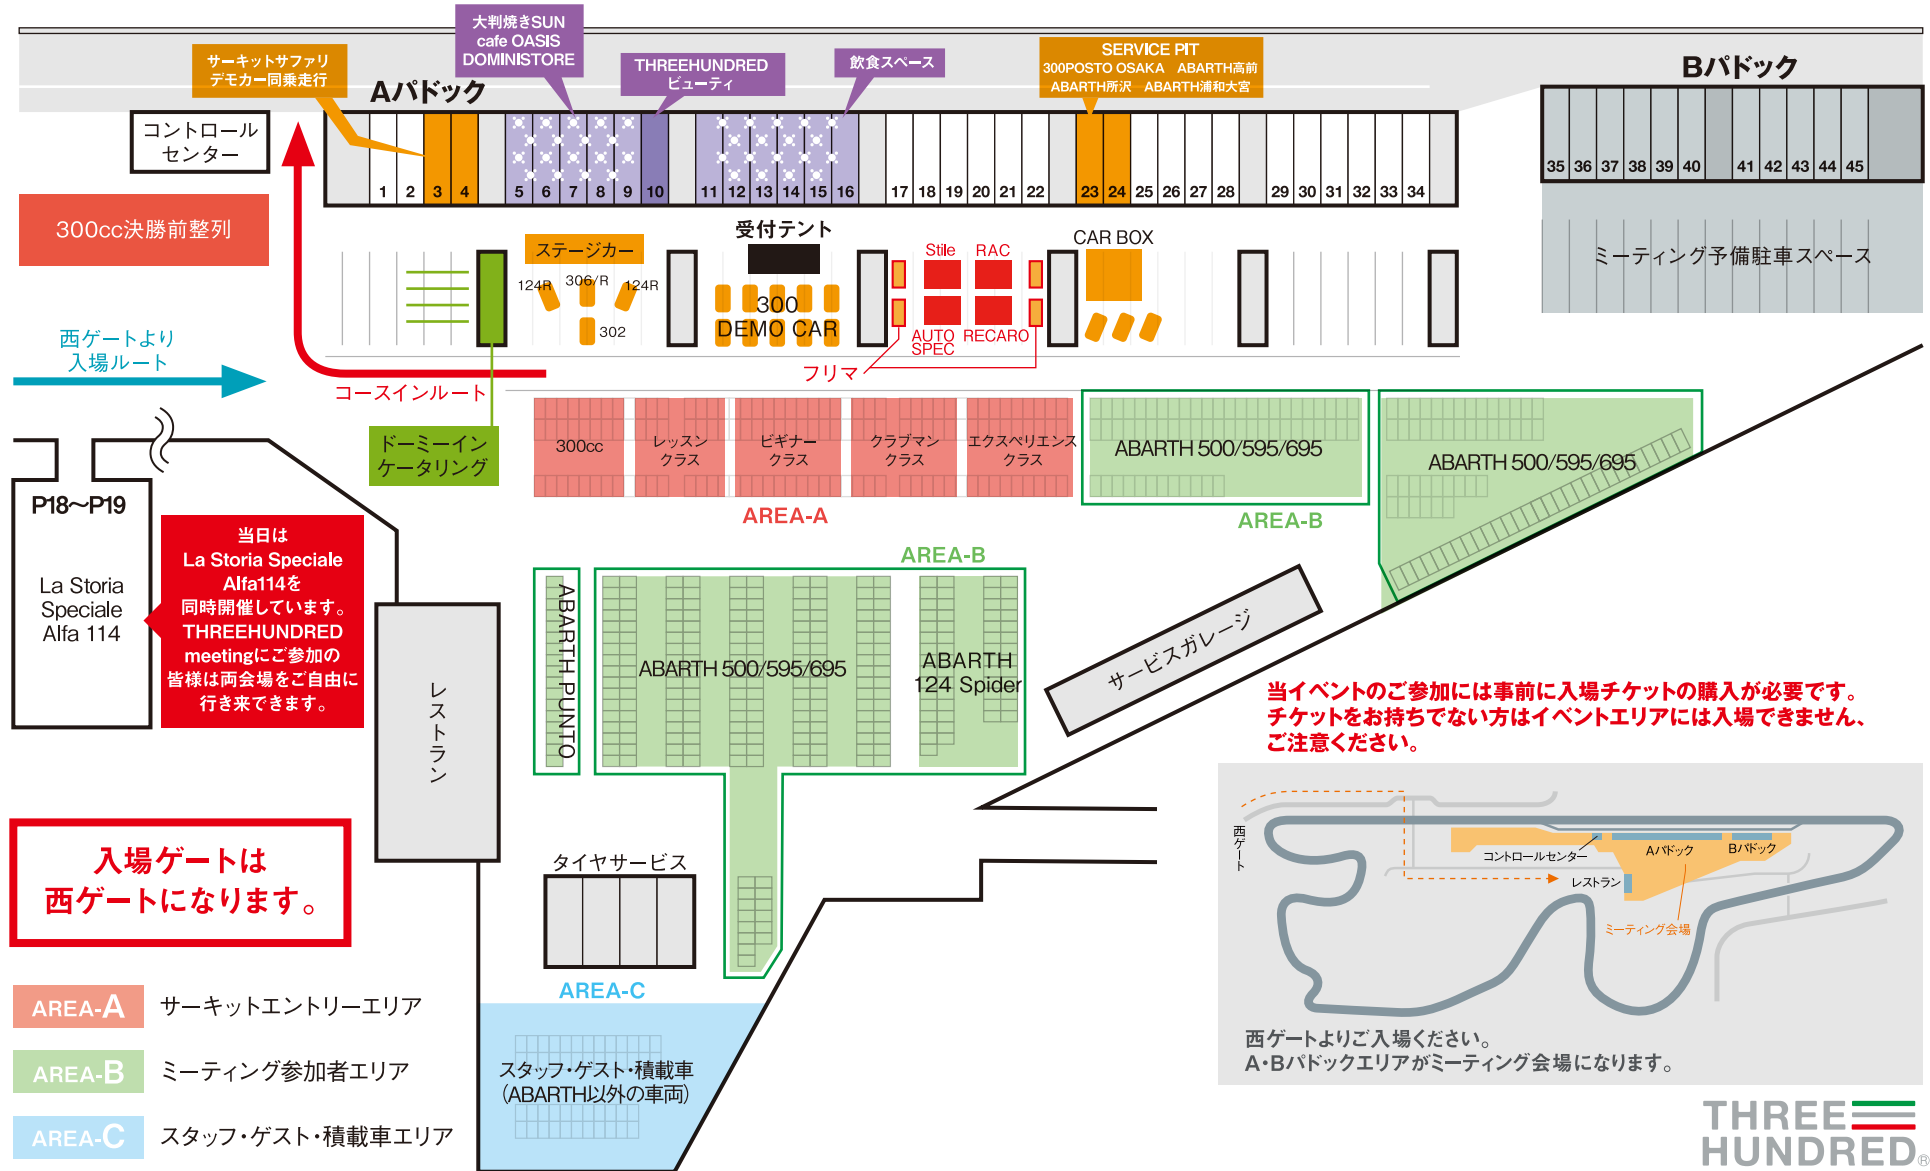 大判焼きSUN
cafe OASIS
DOMINISTORE
サーキットサファリ
デモカー同乗走行
THREEHUNDRED
ビューティ
飲食スペース
SERVICE PIT
300POSTO OSAKA ABARTH高前
ABARTH所沢 ABARTH浦和大宮
Aパドック
Bパドック
コントロール
センター
1 2 3 4 5 6 7 8 9 10 11 12 13 14 15 16 17 18 19 20 21 22 23 24 25 26 27 28 29 30 31 32 33 34
35 36 37 38 39 40 41 42 43 44 45
300cc決勝前整列
ステージカー
124R 306/R 124R
302
受付テント
300
DEMO CAR
Stile RAC
AUTO
SPEC
RECARO
フリマ
CAR BOX
ミーティング予備駐車スペース
西ゲートより
入場ルート
コースインルート
ドーミーイン
ケータリング
300cc
レッスン
クラス
ビギナー
クラス
クラブマン
クラス
エクスペリエンス
クラス
AREA-A
ABARTH 500/595/695
ABARTH 500/595/695
AREA-B
AREA-B
P18〜P19
La Storia
Speciale
Alfa 114
当日は
La Storia Speciale
Alfa114を
同時開催しています。
THREEHUNDRED
meetingにご参加の
皆様は両会場をご自由に
行き来できます。
レストラン
ABARTH PUNTO
ABARTH 500/595/695
ABARTH
124 Spider
サービスガレージ
当イベントのご参加には事前に入場チケットの購入が必要です。
チケットをお持ちでない方はイベントエリアには入場できません、
ご注意ください。
入場ゲートは
西ゲートになります。
タイヤサービス
AREA-C
スタッフ・ゲスト・積載車
(ABARTH以外の車両)
AREA-A サーキットエントリーエリア
AREA-B ミーティング参加者エリア
AREA-C スタッフ・ゲスト・積載車エリア
西ゲート
コントロールセンター
Aパドック
Bパドック
レストラン
ミーティング会場
西ゲートよりご入場ください。
A・Bパドックエリアがミーティング会場になります。
THREE
HUNDRED®